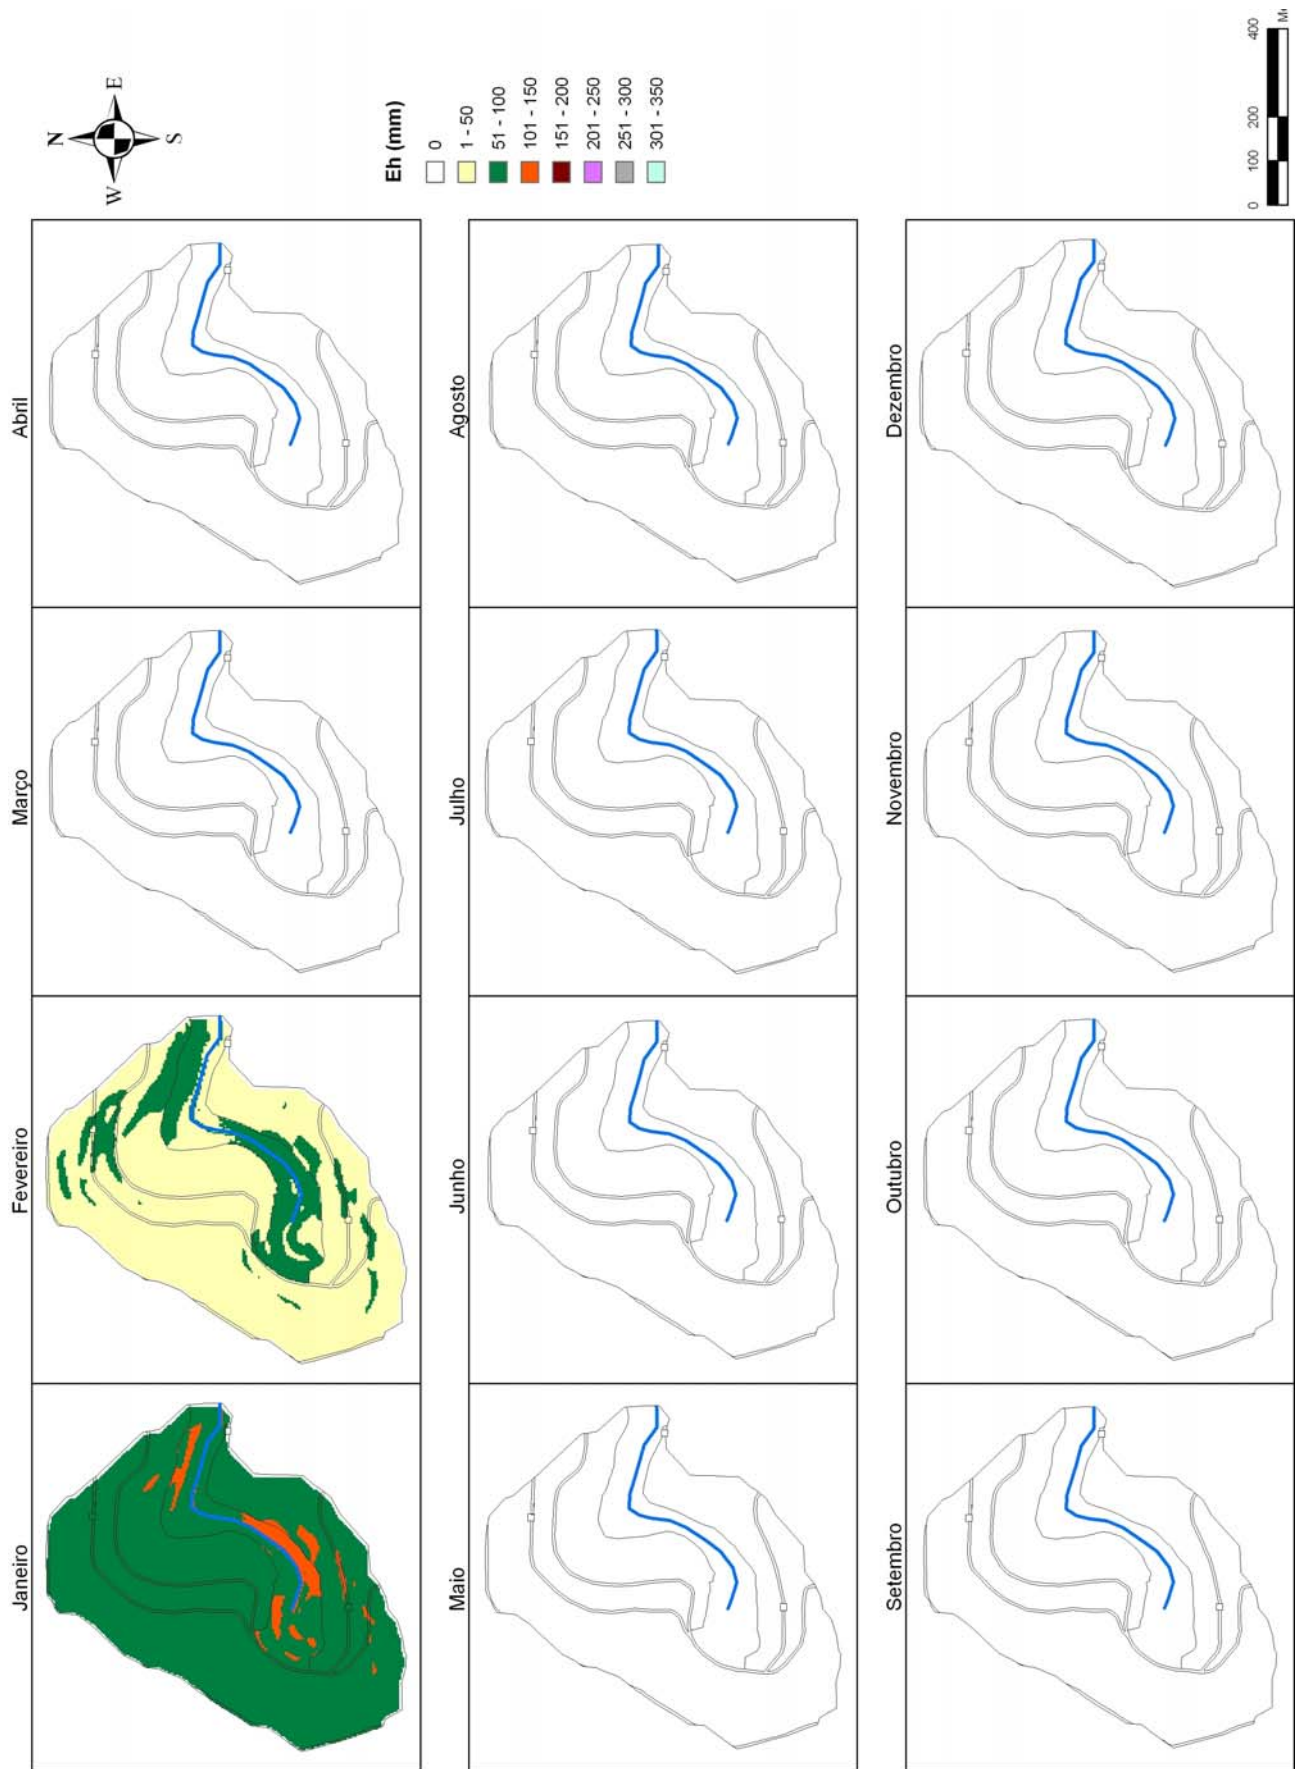 Janeiro
Fevereiro
Março
Abril
Maio
Junho
Julho
Agosto
Setembro
Outubro
Novembro
Dezembro
N
W
E
S
Eh (mm)
0
1 - 50
51 - 100
101 - 150
151 - 200
201 - 250
251 - 300
301 - 350
0 100 200 400